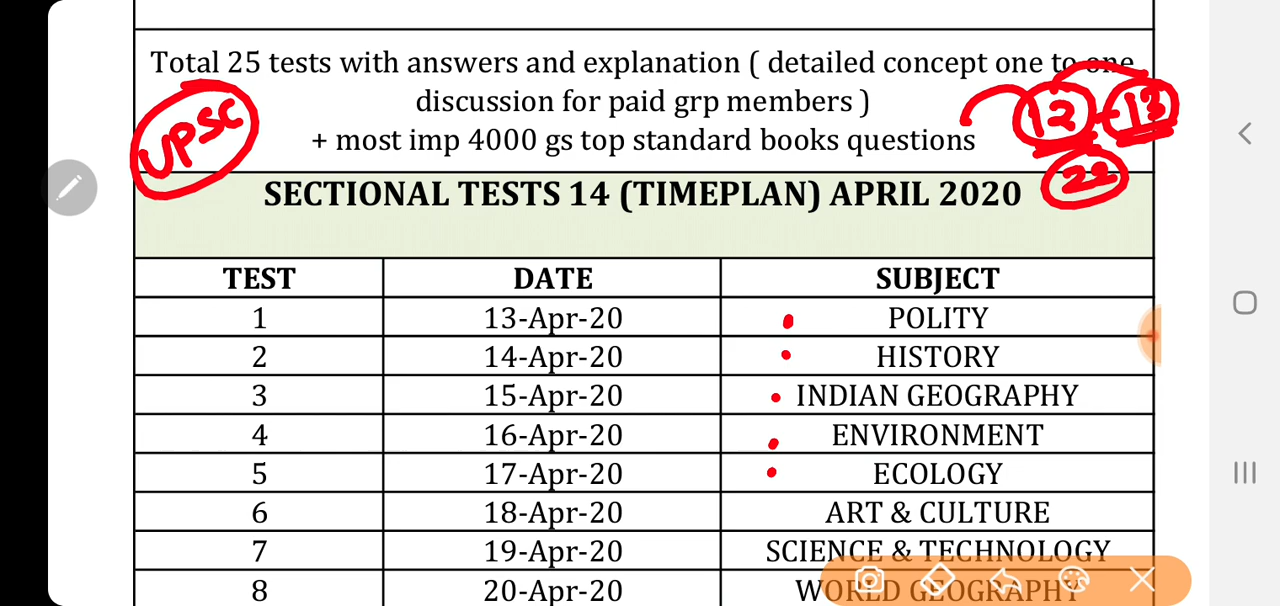 Total 25 tests with answers and explanation ( detailed concept one to one
discussion for paid grp members )
+ most imp 4000 gs top standard books questions
UPSC
12 - 13
SECTIONAL TESTS 14 (TIMEPLAN) APRIL 2020
TEST DATE SUBJECT
1 13-Apr-20 POLITY
2 14-Apr-20 HISTORY
3 15-Apr-20 INDIAN GEOGRAPHY
4 16-Apr-20 ENVIRONMENT
5 17-Apr-20 ECOLOGY
6 18-Apr-20 ART & CULTURE
7 19-Apr-20 SCIENCE & TECHNOLOGY
8 20-Apr-20 WORLD GEOGRAPHY